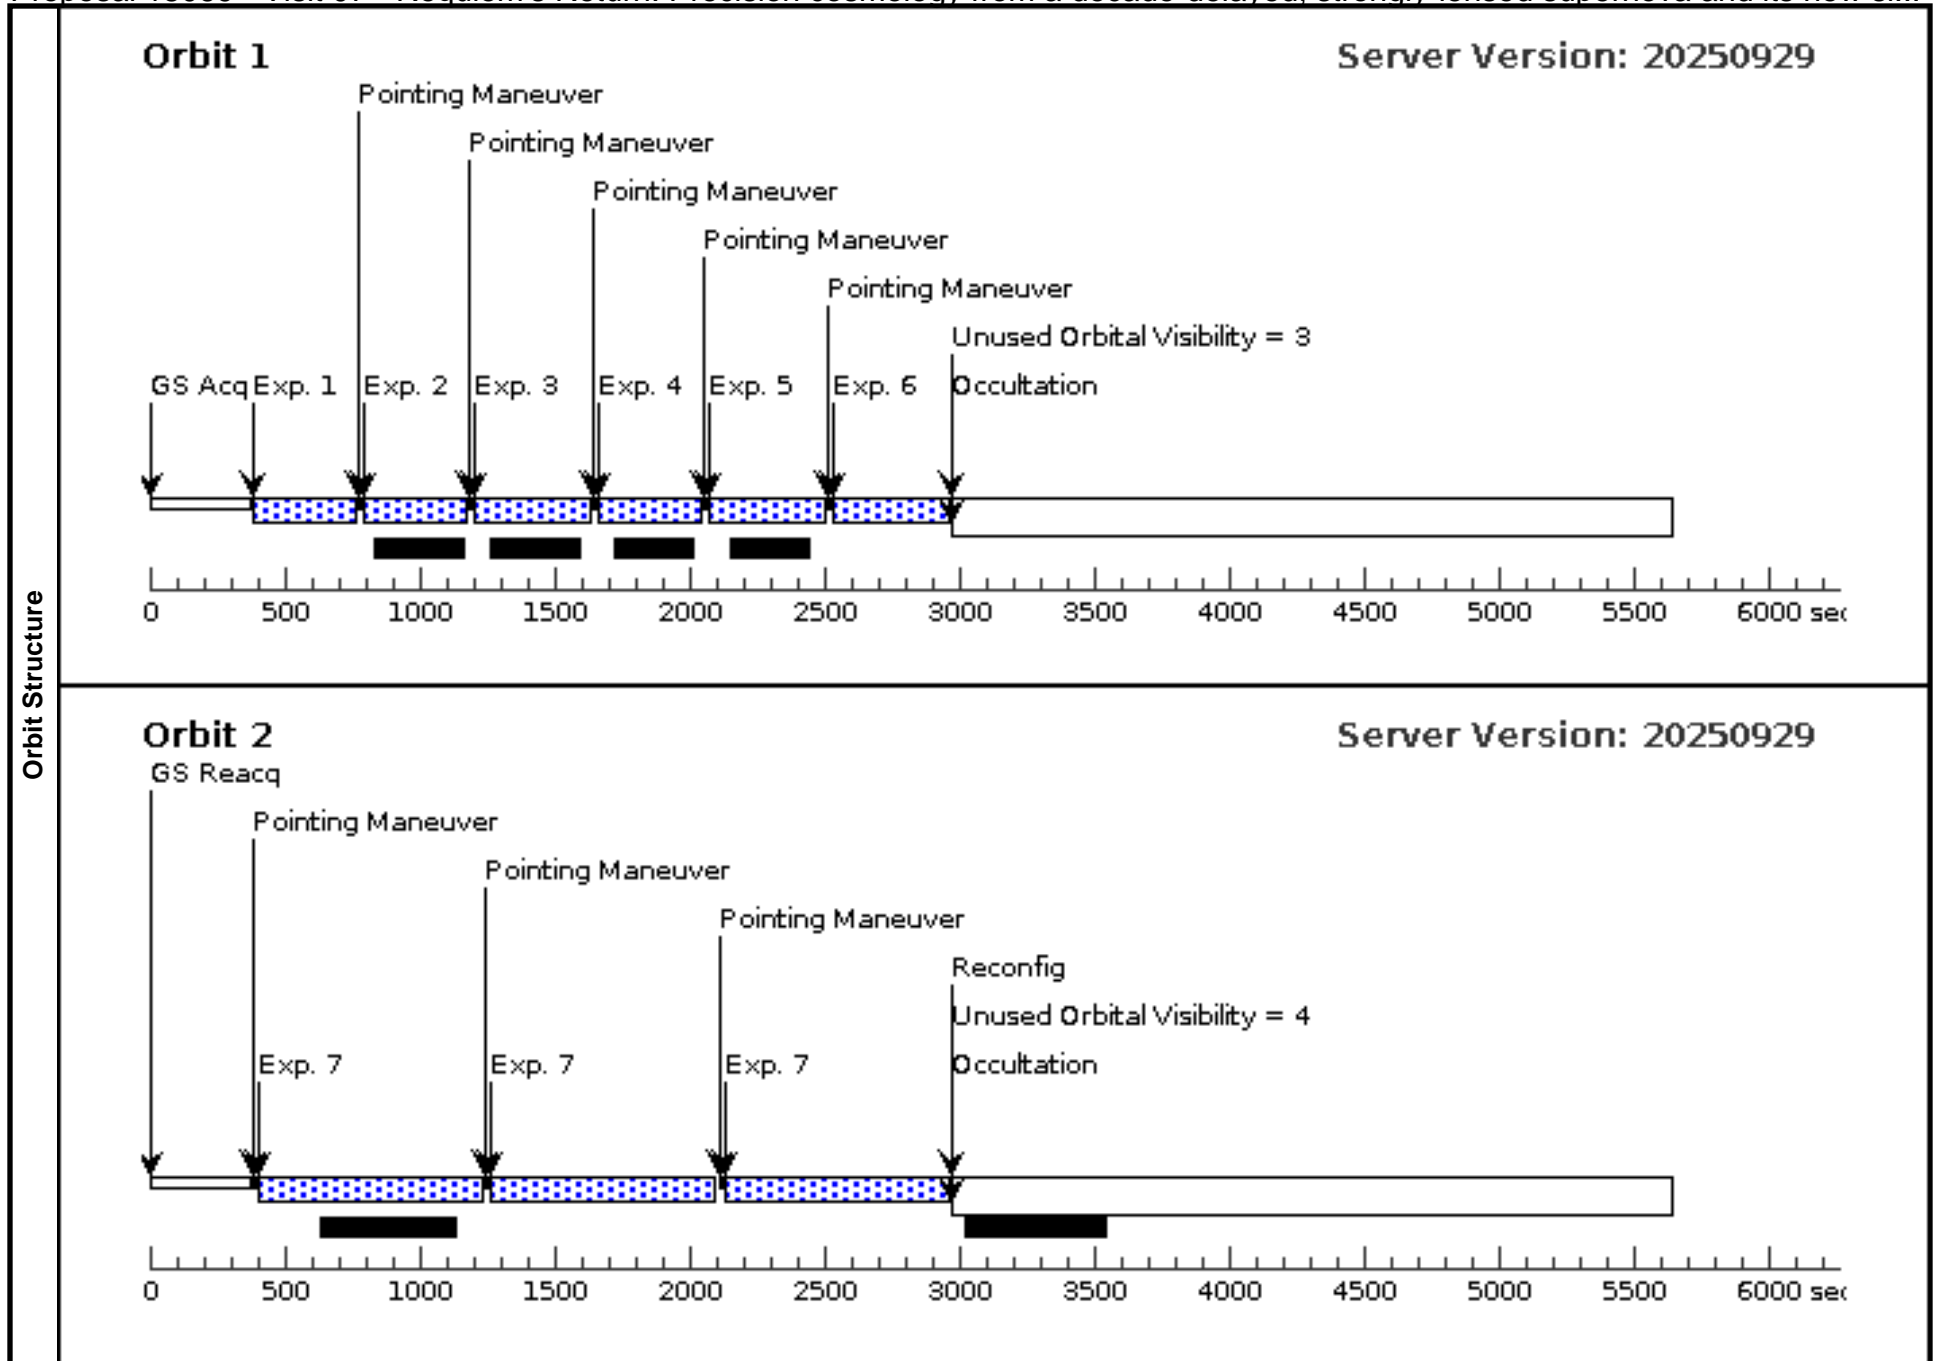 Orbit Structure
Orbit 1
Server Version: 20250929
Pointing Maneuver
Pointing Maneuver
Pointing Maneuver
Pointing Maneuver
Pointing Maneuver
Unused Orbital Visibility = 3
GS Acq Exp. 1 Exp. 2 Exp. 3 Exp. 4 Exp. 5 Exp. 6 Occultation
0 500 1000 1500 2000 2500 3000 3500 4000 4500 5000 5500 6000 sec
Orbit 2
Server Version: 20250929
GS Reacq
Pointing Maneuver
Pointing Maneuver
Pointing Maneuver
Reconfig
Unused Orbital Visibility = 4
Exp. 7 Exp. 7 Exp. 7 Occultation
0 500 1000 1500 2000 2500 3000 3500 4000 4500 5000 5500 6000 sec